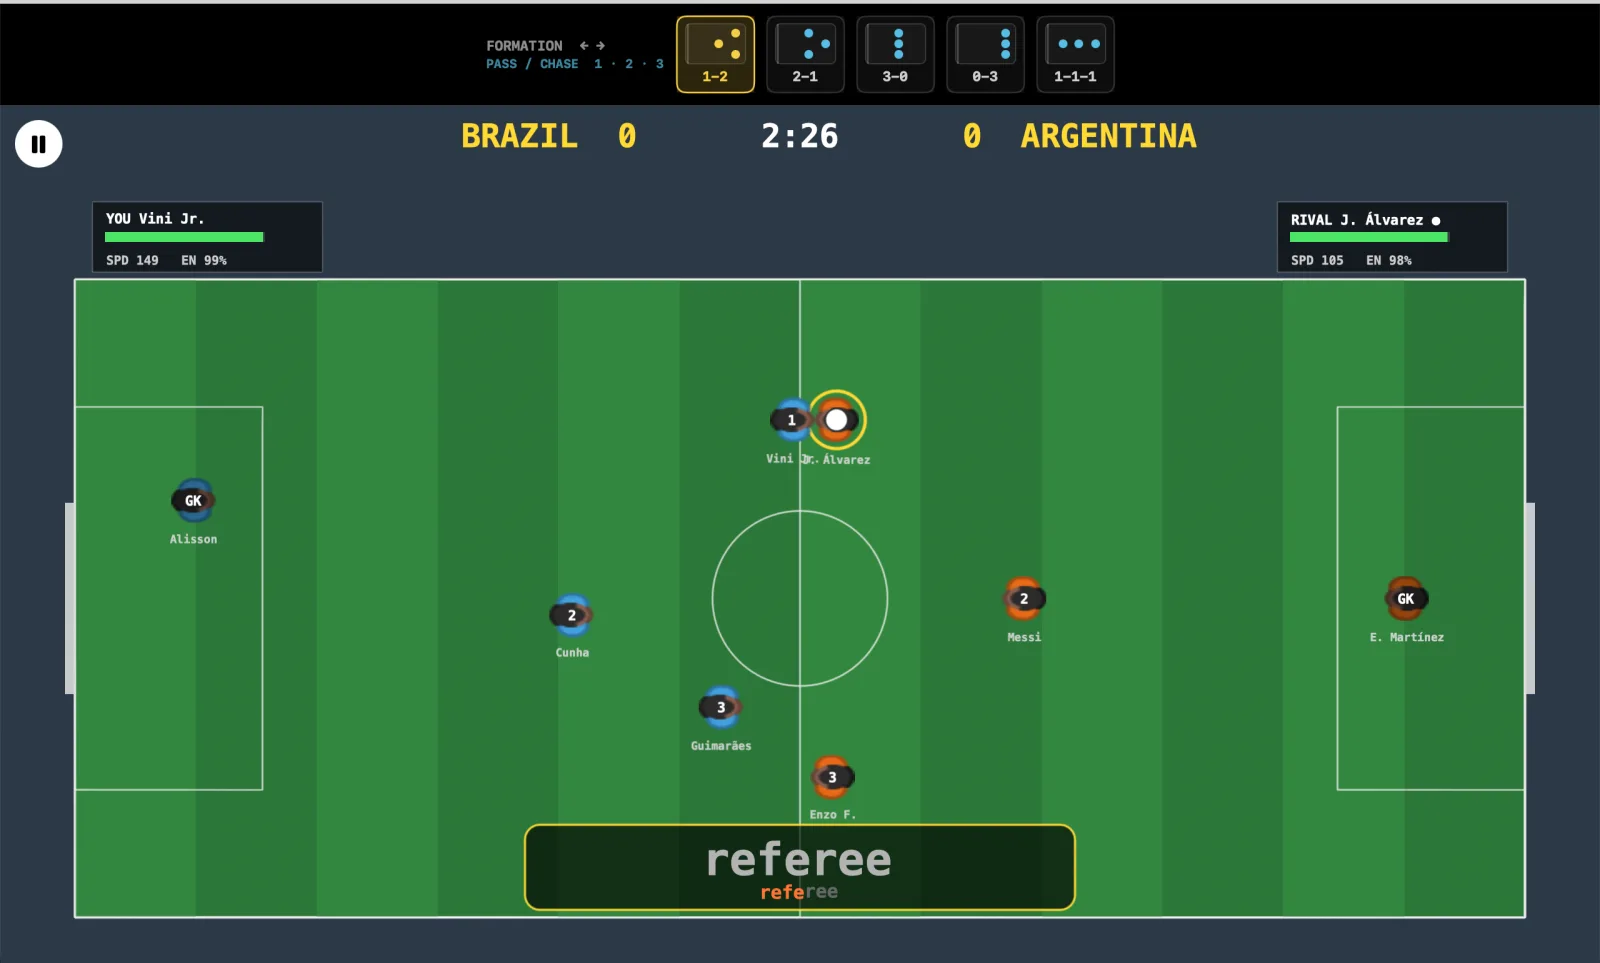 FORMATION ← →
PASS / CHASE 1 · 2 · 3
1-2
2-1
3-0
0-3
1-1-1
BRAZIL 0 2:26 0 ARGENTINA
YOU Vini Jr.
SPD 149 EN 99%
RIVAL J. Álvarez ●
SPD 105 EN 98%
1
Vini Jr.
J. Álvarez
GK
Alisson
2
Cunha
2
Messi
GK
E. Martínez
3
Guimarães
3
Enzo F.
referee
referee